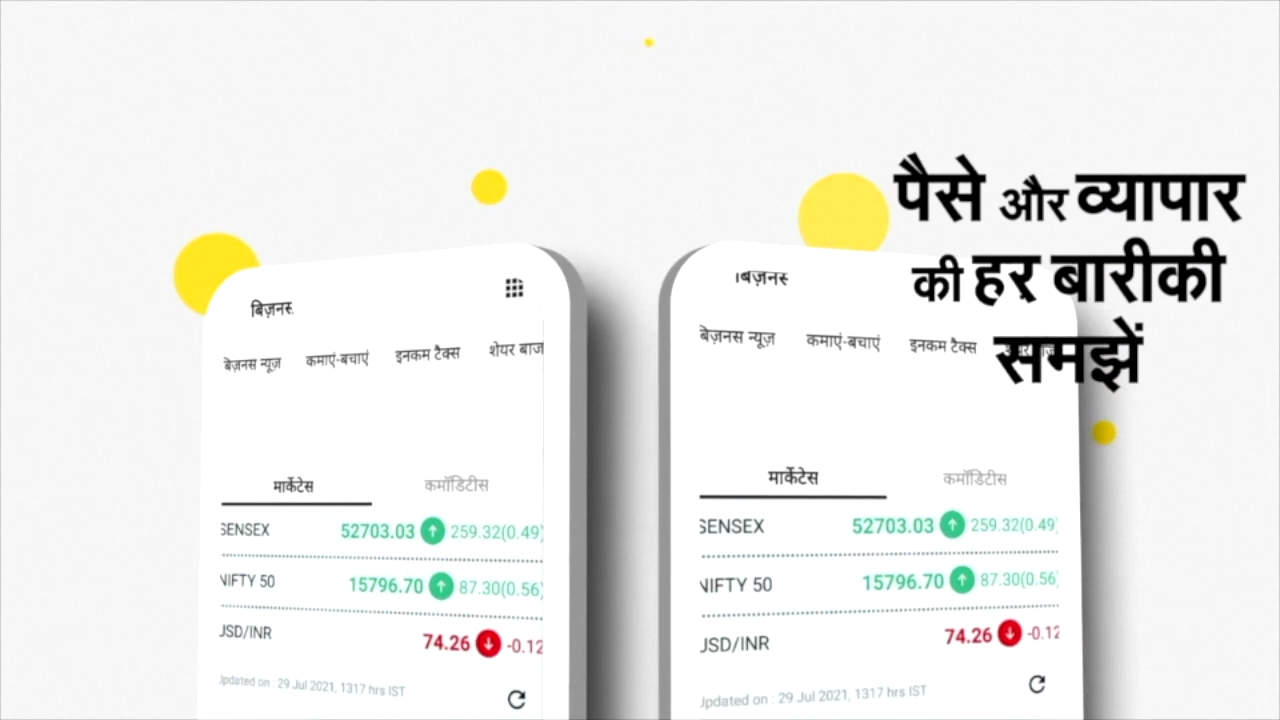 पैसे और व्यापार
की हर बारीकी
समझें
बिज़नस
बिज़नस न्यूज़ कमाएं-बचाएं इनकम टैक्स शेयर बाज
मार्केटेस कमॉडिटीस
SENSEX 52703.03 259.32(0.49)
NIFTY 50 15796.70 87.30(0.56)
USD/INR 74.26 -0.12
Updated on : 29 Jul 2021, 1317 hrs IST
बिज़नस
बेज़नस न्यूज़ कमाएं-बचाएं इनकम टैक्स
मार्केटेस कमॉडिटीस
SENSEX 52703.03 259.32(0.49)
NIFTY 50 15796.70 87.30(0.56)
USD/INR 74.26 -0.12
Updated on : 29 Jul 2021, 1317 hrs IST